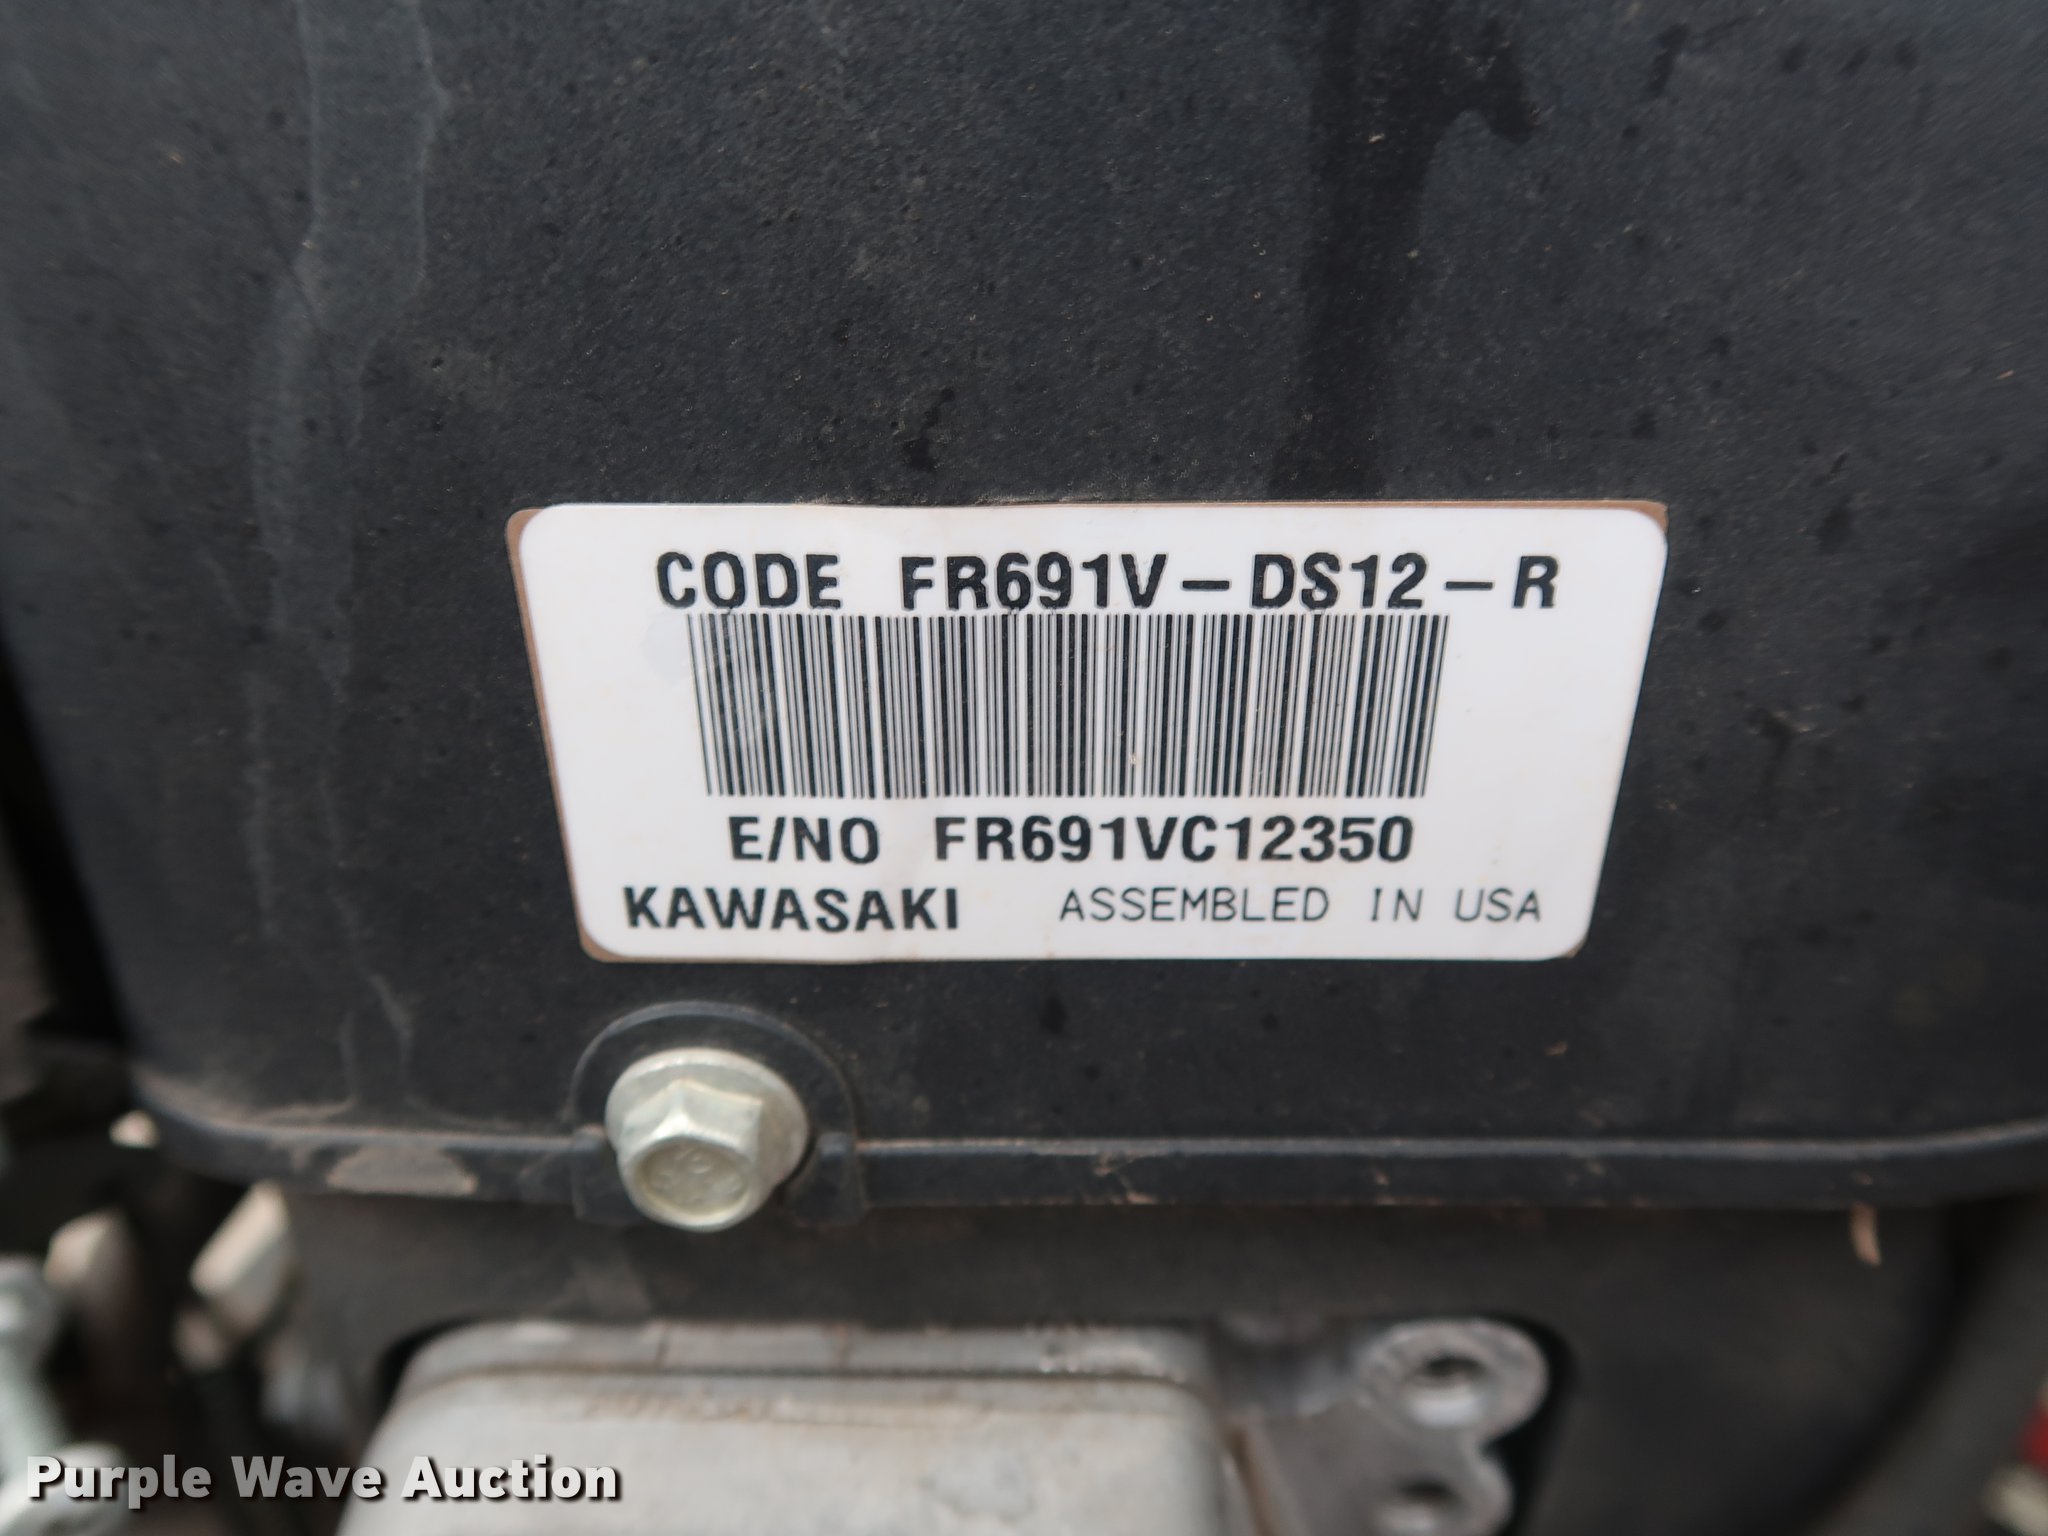 CODE FR691V-DS12-R
E/NO FR691VC12350
KAWASAKI ASSEMBLED IN USA
Purple Wave Auction